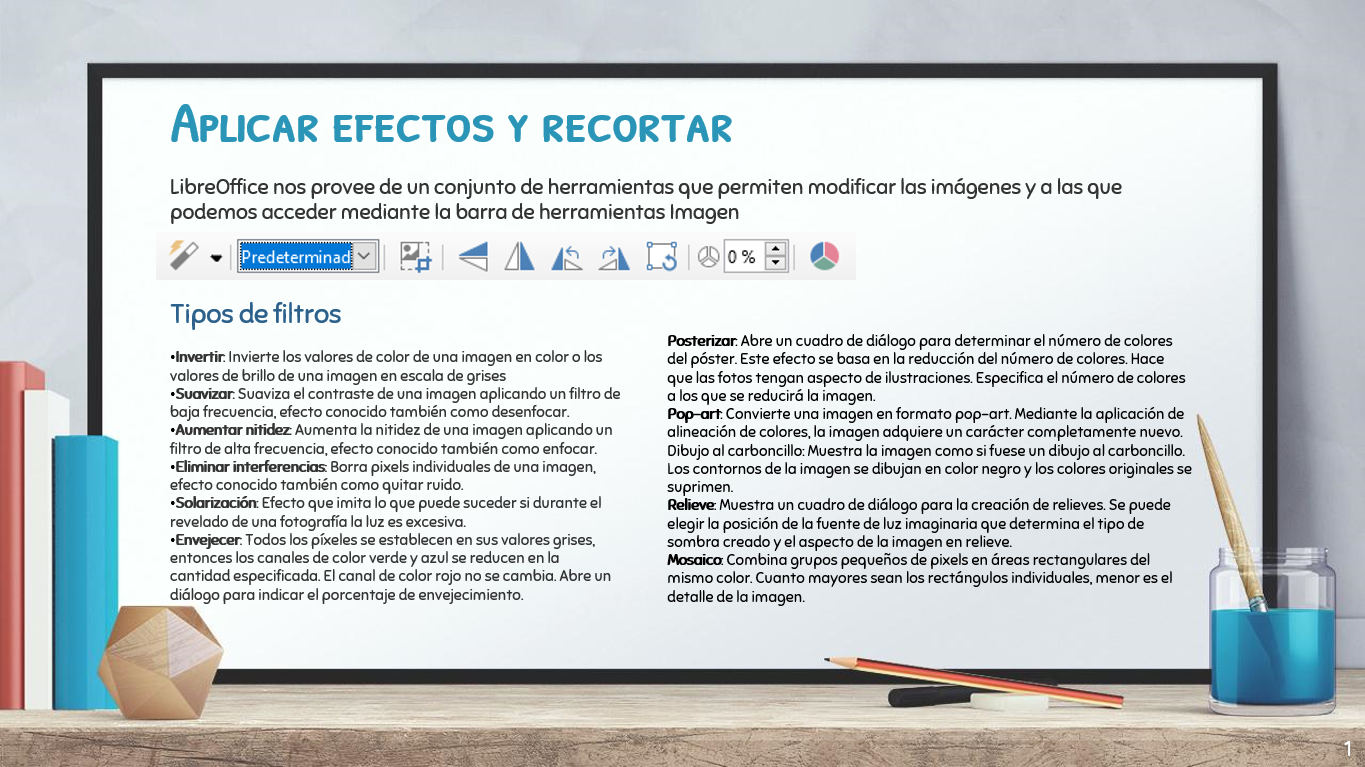 Aplicar efectos y recortar
LibreOffice nos provee de un conjunto de herramientas que permiten modificar las imágenes y a las que
podemos acceder mediante la barra de herramientas Imagen
Predeterminad
0 %
Tipos de filtros
•Invertir: Invierte los valores de color de una imagen en color o los
valores de brillo de una imagen en escala de grises
•Suavizar: Suaviza el contraste de una imagen aplicando un filtro de
baja frecuencia, efecto conocido también como desenfocar.
•Aumentar nitidez: Aumenta la nitidez de una imagen aplicando un
filtro de alta frecuencia, efecto conocido también como enfocar.
•Eliminar interferencias: Borra pixels individuales de una imagen,
efecto conocido también como quitar ruido.
•Solarización: Efecto que imita lo que puede suceder si durante el
revelado de una fotografía la luz es excesiva.
•Envejecer: Todos los píxeles se establecen en sus valores grises,
entonces los canales de color verde y azul se reducen en la
cantidad especificada. El canal de color rojo no se cambia. Abre un
diálogo para indicar el porcentaje de envejecimiento.
Posterizar: Abre un cuadro de diálogo para determinar el número de colores
del póster. Este efecto se basa en la reducción del número de colores. Hace
que las fotos tengan aspecto de ilustraciones. Especifica el número de colores
a los que se reducirá la imagen.
Pop-art: Convierte una imagen en formato pop-art. Mediante la aplicación de
alineación de colores, la imagen adquiere un carácter completamente nuevo.
Dibujo al carboncillo: Muestra la imagen como si fuese un dibujo al carboncillo.
Los contornos de la imagen se dibujan en color negro y los colores originales se
suprimen.
Relieve: Muestra un cuadro de diálogo para la creación de relieves. Se puede
elegir la posición de la fuente de luz imaginaria que determina el tipo de
sombra creado y el aspecto de la imagen en relieve.
Mosaico: Combina grupos pequeños de pixels en áreas rectangulares del
mismo color. Cuanto mayores sean los rectángulos individuales, menor es el
detalle de la imagen.
1